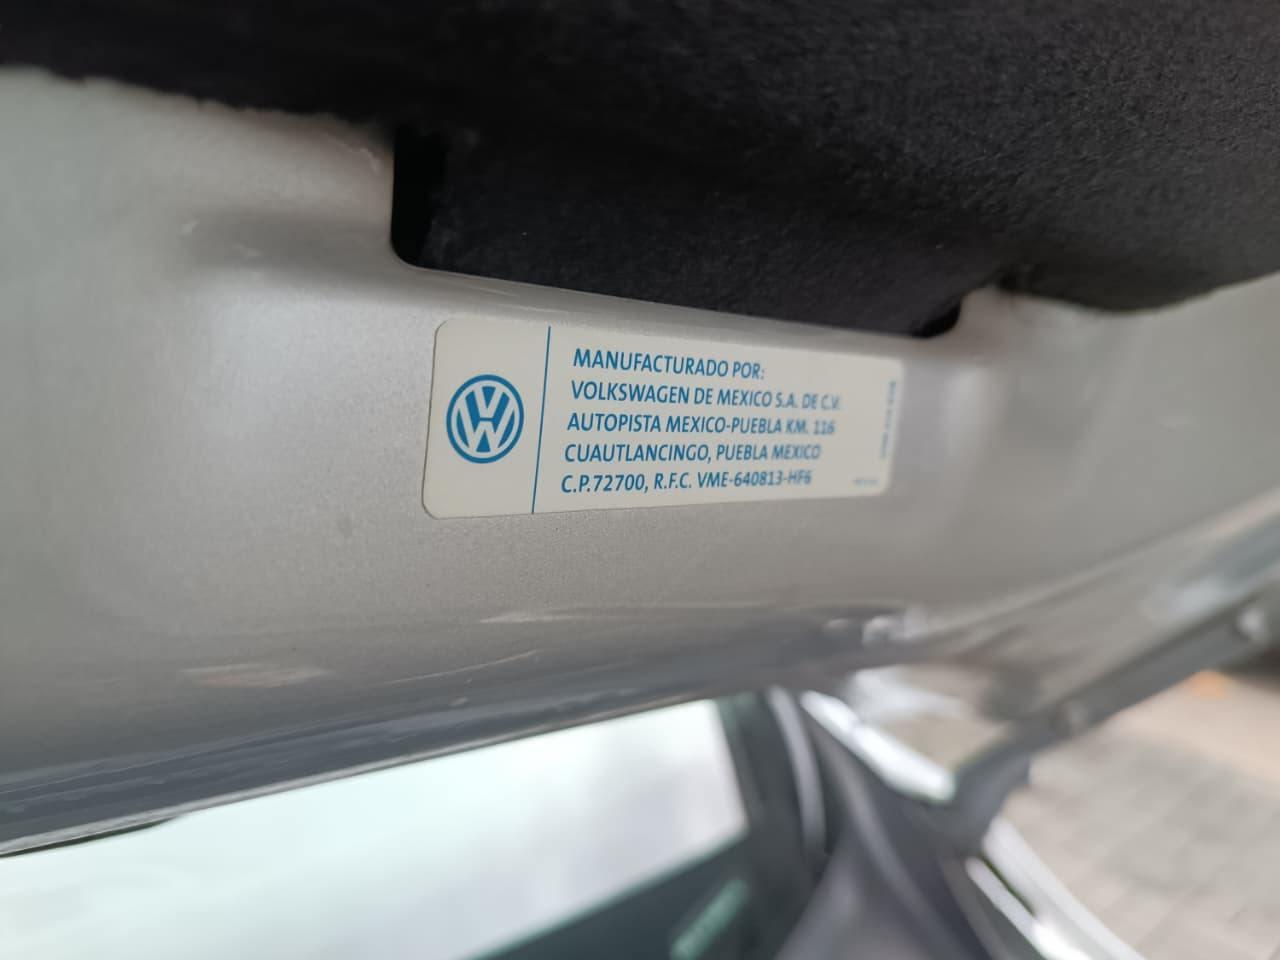 MANUFACTURADO POR:
VOLKSWAGEN DE MEXICO S.A. DE C.V.
AUTOPISTA MEXICO-PUEBLA KM. 116
CUAUTLANCINGO, PUEBLA MEXICO
C.P.72700, R.F.C. VME-640813-HF6